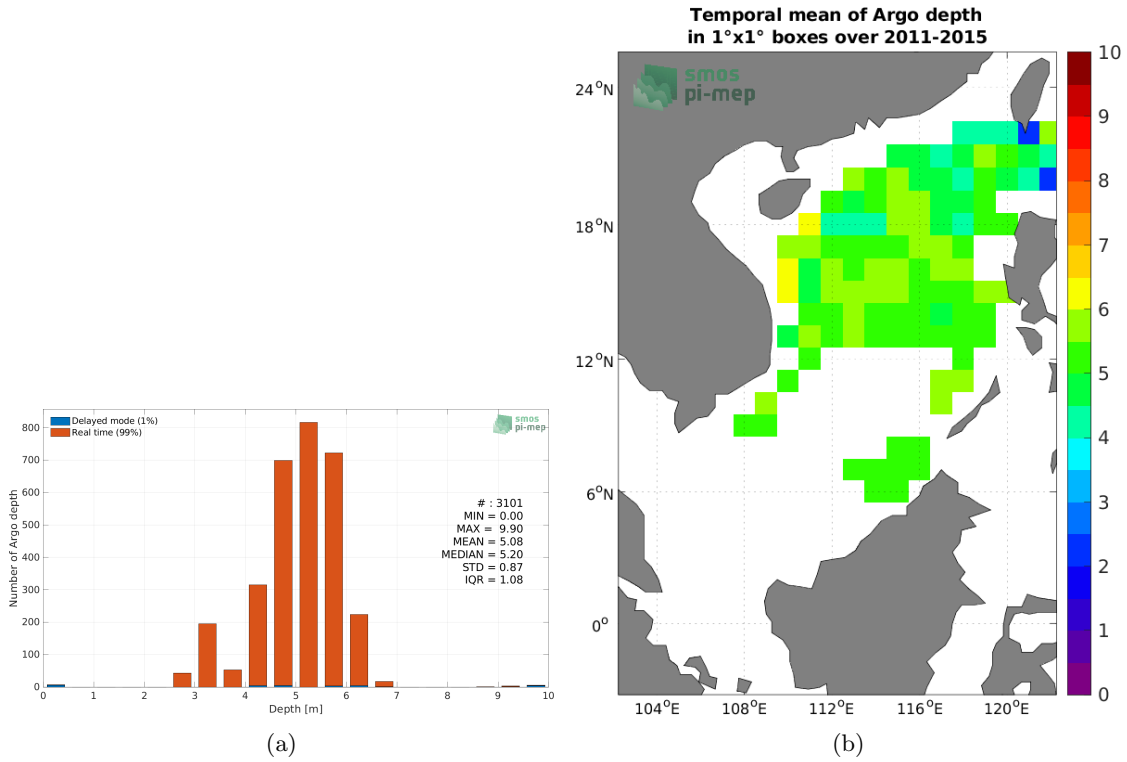 Delayed mode (1%)
Real time (99%)
smos
pi-mep
# : 3101
MIN = 0.00
MAX = 9.90
MEAN = 5.08
MEDIAN = 5.20
STD = 0.87
IQR = 1.08
Number of Argo depth
800
700
600
500
400
300
200
100
0
0 1 2 3 4 5 6 7 8 9 10
Depth [m]
(a)
Temporal mean of Argo depth
in 1°x1° boxes over 2011-2015
smos
pi-mep
24°N
18°N
12°N
6°N
0°
104°E 108°E 112°E 116°E 120°E
10
9
8
7
6
5
4
3
2
1
0
(b)